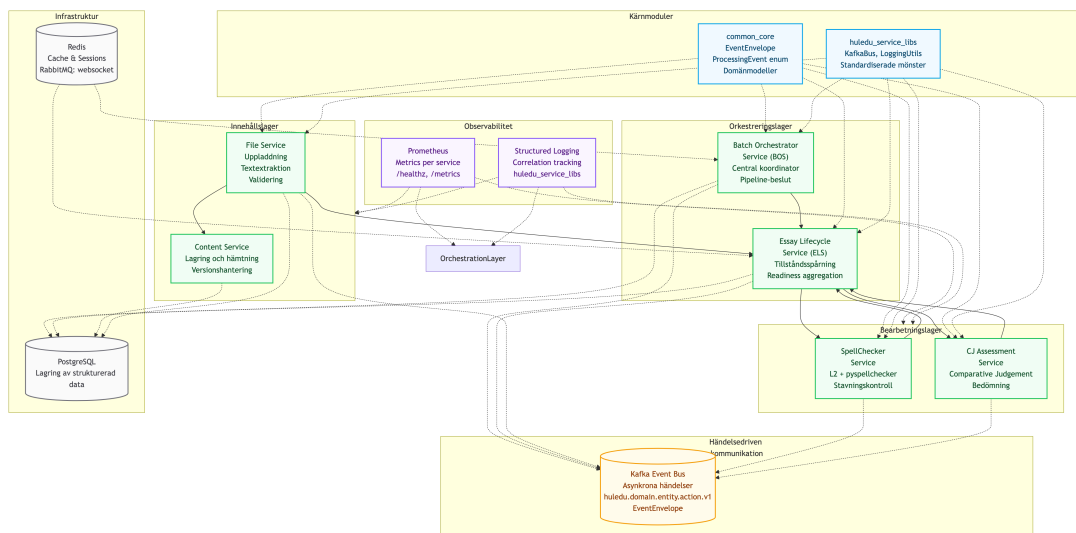 Infrastruktur
Redis
Cache & Sessions
RabbitMQ: websocket
PostgreSQL
Lagring av strukturerad
data
Kärnmoduler
common_core
EventEnvelope
ProcessingEvent enum
Domänmodeller
huledu_service_libs
KafkaBus, LoggingUtils
Standardiserade mönster
Innehållslager
File Service
Uppladdning
Textextraktion
Validering
Content Service
Lagring och hämtning
Versionshantering
Observabilitet
Prometheus
Metrics per service
/healthz, /metrics
Structured Logging
Correlation tracking
huledu_service_libs
OrchestrationLayer
Orkestreringslager
Batch Orchestrator
Service (BOS)
Central koordinator
Pipeline-beslut
Essay Lifecycle
Service (ELS)
Tillståndsspårning
Readiness aggregation
Bearbetningslager
SpellChecker
Service
L2 + pyspellchecker
Stavningskontroll
CJ Assessment
Service
Comparative Judgement
Bedömning
Händelsedriven
kommunikation
Kafka Event Bus
Asynkrona händelser
huledu.domain.entity.action.v1
EventEnvelope